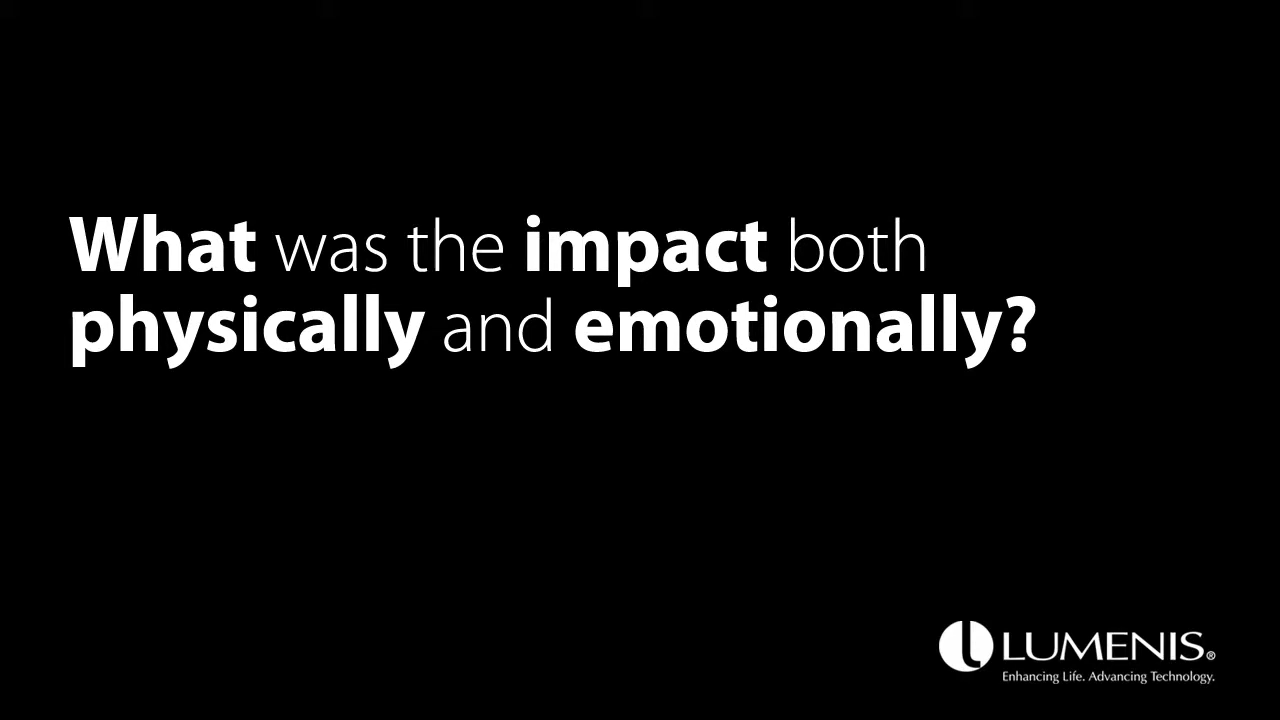 What was the impact both
physically and emotionally?
LUMENIS®
Enhancing Life. Advancing Technology.